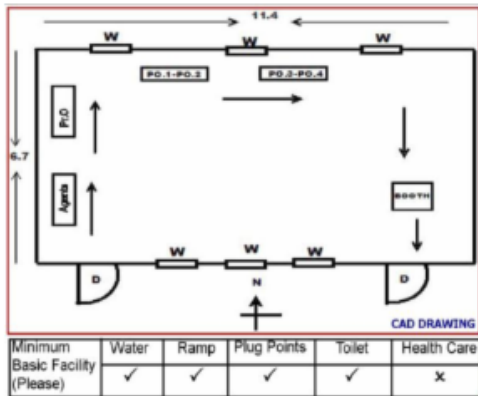 11.4
W W W
PO.1-PO.2 PO.3-PO.4
Pr.O
6.7
Agents
BOOTH
W W W
D N D
CAD DRAWING
Minimum Basic Facility (Please) Water Ramp Plug Points Toilet Health Care
✓ ✓ ✓ ✓ x